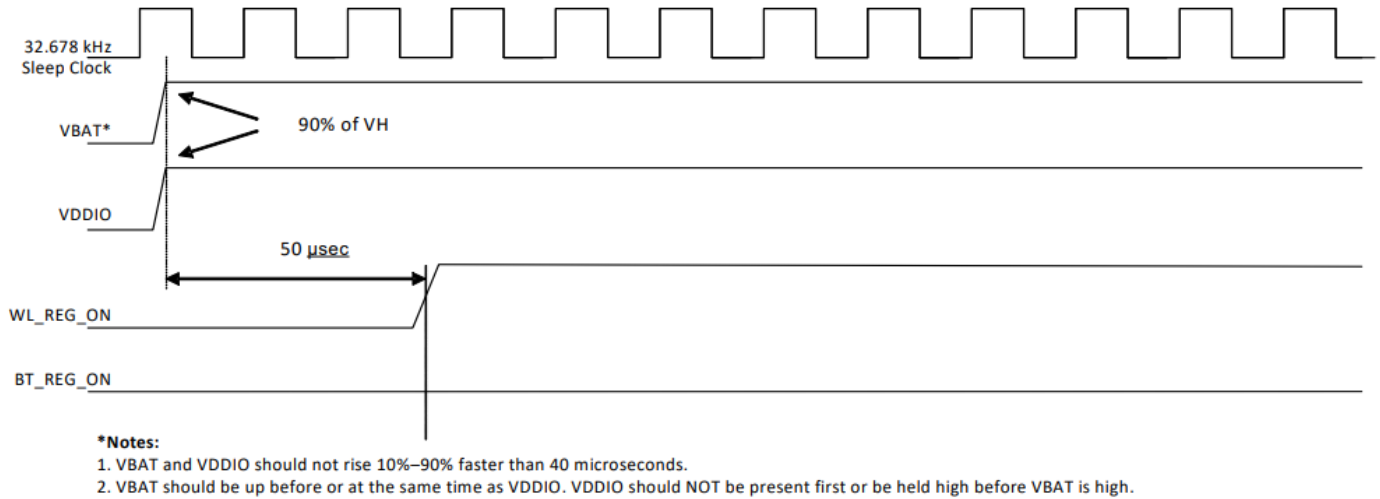 32.678 kHz
Sleep Clock
VBAT*
90% of VH
VDDIO
50 µsec
WL_REG_ON
BT_REG_ON
*Notes:
1. VBAT and VDDIO should not rise 10%–90% faster than 40 microseconds.
2. VBAT should be up before or at the same time as VDDIO. VDDIO should NOT be present first or be held high before VBAT is high.